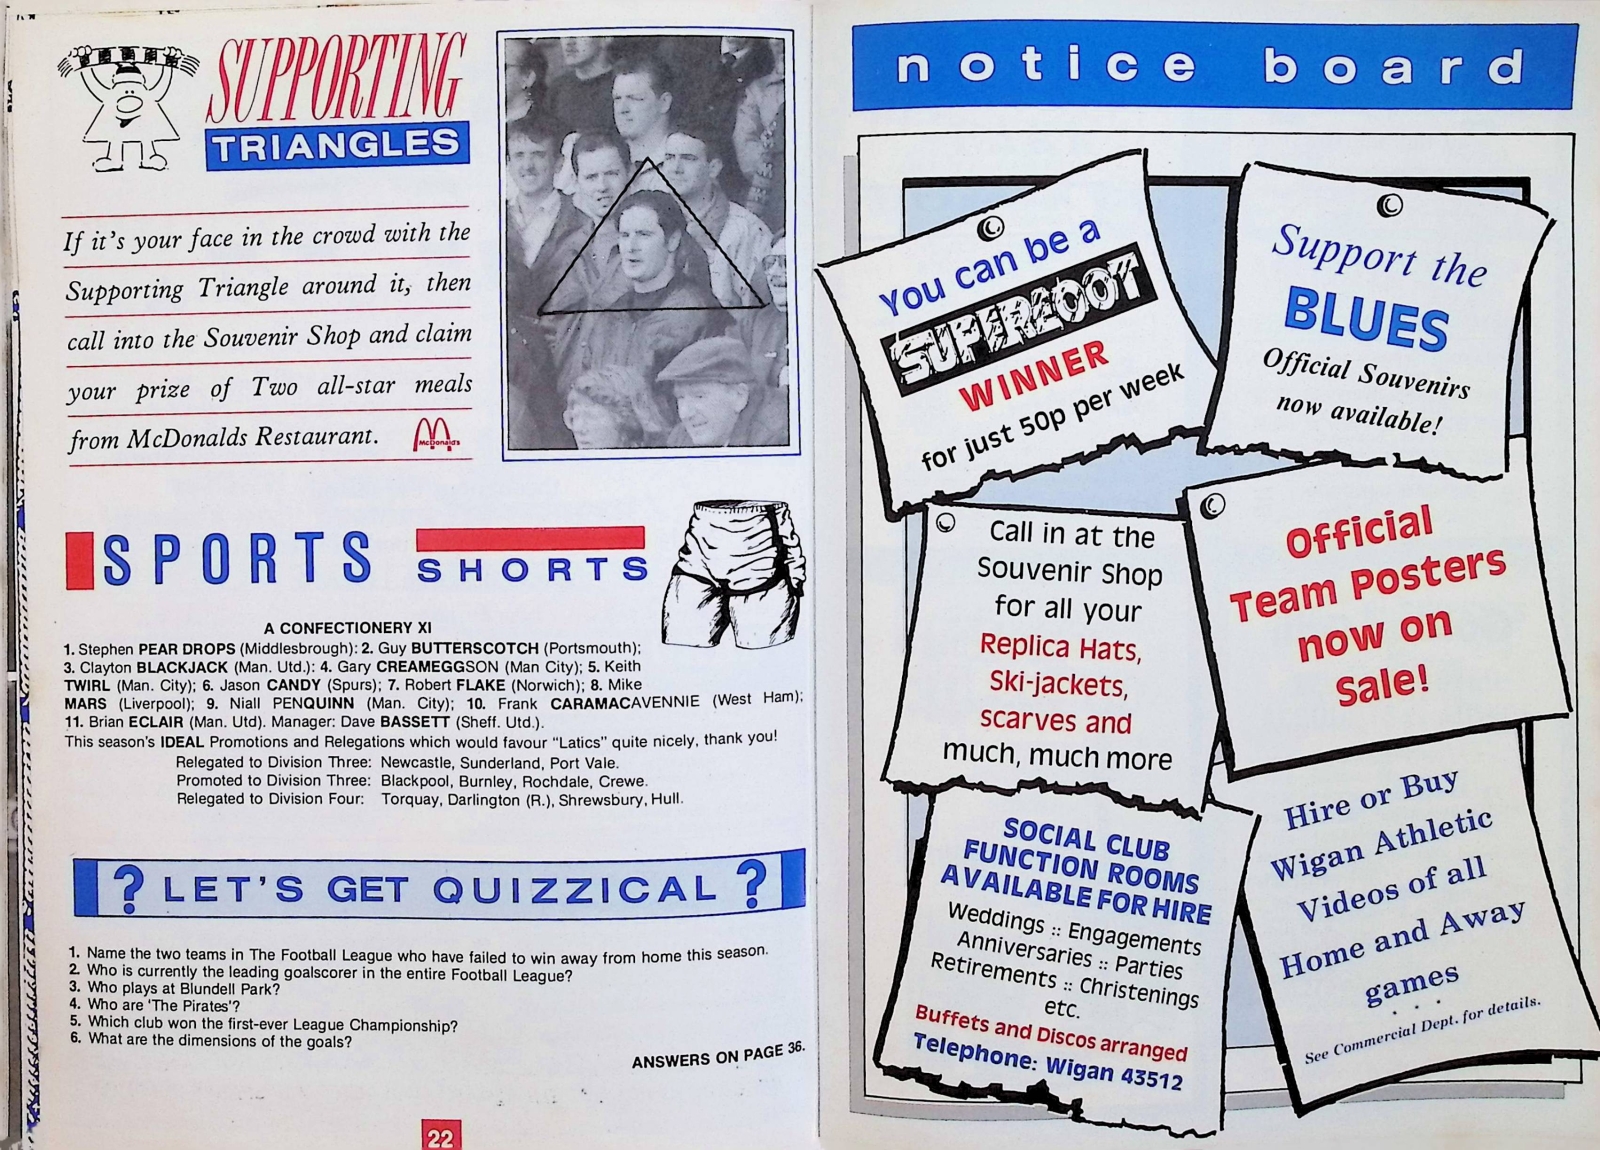 SUPPORTING
TRIANGLES
If it's your face in the crowd with the
Supporting Triangle around it, then
call into the Souvenir Shop and claim
your prize of Two all-star meals
from McDonalds Restaurant.
McDonald's
SPORTS SHORTS
A CONFECTIONERY XI
1. Stephen PEAR DROPS (Middlesbrough): 2. Guy BUTTERSCOTCH (Portsmouth);
3. Clayton BLACKJACK (Man. Utd.): 4. Gary CREAMEGGSON (Man City); 5. Keith
TWIRL (Man. City); 6. Jason CANDY (Spurs); 7. Robert FLAKE (Norwich); 8. Mike
MARS (Liverpool); 9. Niall PENQUINN (Man. City); 10. Frank CARAMACAVENNIE (West Ham);
11. Brian ECLAIR (Man. Utd). Manager: Dave BASSETT (Sheff. Utd.).
This season's IDEAL Promotions and Relegations which would favour "Latics" quite nicely, thank you!
Relegated to Division Three: Newcastle, Sunderland, Port Vale.
Promoted to Division Three: Blackpool, Burnley, Rochdale, Crewe.
Relegated to Division Four: Torquay, Darlington (R.), Shrewsbury, Hull.
? LET'S GET QUIZZICAL ?
1. Name the two teams in The Football League who have failed to win away from home this season.
2. Who is currently the leading goalscorer in the entire Football League?
3. Who plays at Blundell Park?
4. Who are 'The Pirates'?
5. Which club won the first-ever League Championship?
6. What are the dimensions of the goals?
ANSWERS ON PAGE 36.
22
notice board
You can be a
SUPERLOOT
WINNER
for just 50p per week
Support the
BLUES
Official Souvenirs
now available!
Call in at the
Souvenir Shop
for all your
Replica Hats,
Ski-jackets,
scarves and
much, much more
Official
Team Posters
now on
Sale!
SOCIAL CLUB
FUNCTION ROOMS
AVAILABLE FOR HIRE
Weddings :: Engagements
Anniversaries :: Parties
Retirements :: Christenings
etc.
Buffets and Discos arranged
Telephone: Wigan 43512
Hire or Buy
Wigan Athletic
Videos of all
Home and Away
games
See Commercial Dept. for details.